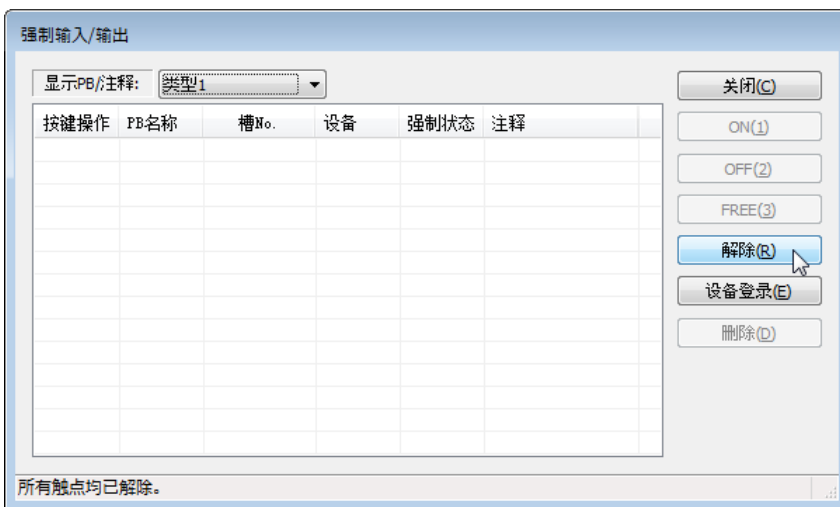 强制输入/输出
显示PB/注释: 类型1 关闭(C)
按键操作 PB名称 槽No. 设备 强制状态 注释
ON(1)
OFF(2)
FREE(3)
解除(R)
设备登录(E)
删除(D)
所有触点均已解除。